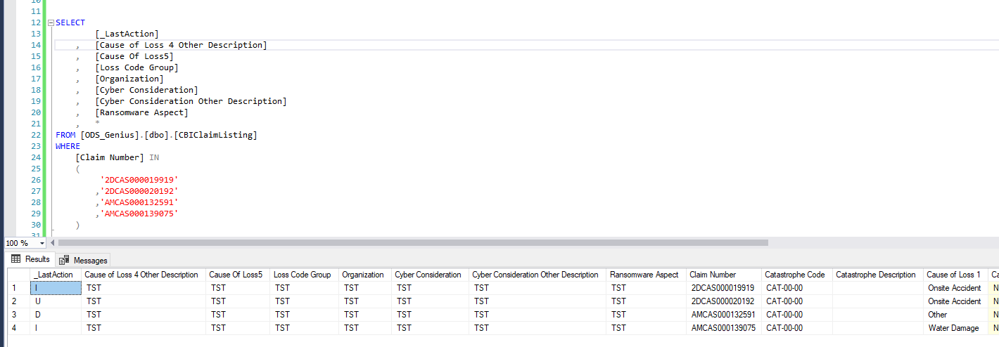 11
12 SELECT
13 [_LastAction]
14 , [Cause of Loss 4 Other Description]
15 , [Cause Of Loss5]
16 , [Loss Code Group]
17 , [Organization]
18 , [Cyber Consideration]
19 , [Cyber Consideration Other Description]
20 , [Ransomware Aspect]
21 , *
22 FROM [ODS_Genius].[dbo].[CBIClaimListing]
23 WHERE
24 [Claim Number] IN
25 (
26 '2DCAS000019919'
27 ,'2DCAS000020192'
28 ,'AMCAS000132591'
29 ,'AMCAS000139075'
30 )
31
100 %
Results Messages
_LastAction Cause of Loss 4 Other Description Cause Of Loss5 Loss Code Group Organization Cyber Consideration Cyber Consideration Other Description Ransomware Aspect Claim Number Catastrophe Code Catastrophe Description Cause of Loss 1
1 I TST TST TST TST TST TST TST 2DCAS000019919 CAT-00-00 Onsite Accident N
2 U TST TST TST TST TST TST TST 2DCAS000020192 CAT-00-00 Onsite Accident N
3 D TST TST TST TST TST TST TST AMCAS000132591 CAT-00-00 Other N
4 I TST TST TST TST TST TST TST AMCAS000139075 CAT-00-00 Water Damage N